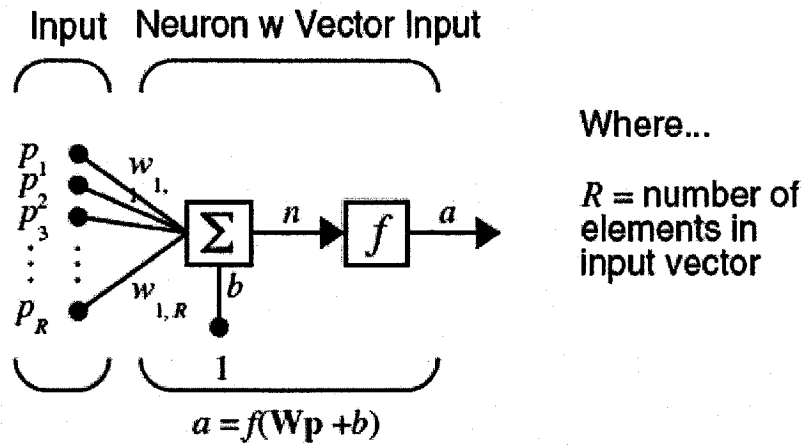 Input Neuron w Vector Input
p1
p2
p3
pR
w1,1
w1,R
Σ
n
f
a
b
1
a = f(Wp +b)
Where...
R = number of
elements in
input vector